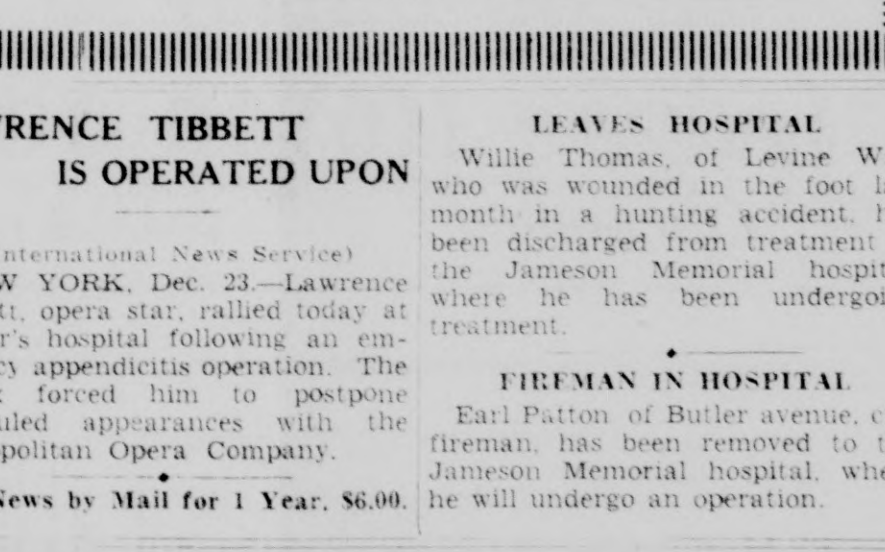 RENCE TIBBETT
IS OPERATED UPON
nternational News Service)
W YORK, Dec. 23.—Lawrence
tt, opera star, rallied today at
r's hospital following an em-
cy appendicitis operation. The
forced him to postpone
uled appearances with the
politan Opera Company.
News by Mail for 1 Year, $6.00.
LEAVES HOSPITAL
Willie Thomas, of Levine W
who was wounded in the foot l
month in a hunting accident, h
been discharged from treatment
the Jameson Memorial hospit
where he has been undergoi
treatment.
FIREMAN IN HOSPITAL
Earl Patton of Butler avenue, c
fireman, has been removed to t
Jameson Memorial hospital, whe
he will undergo an operation.